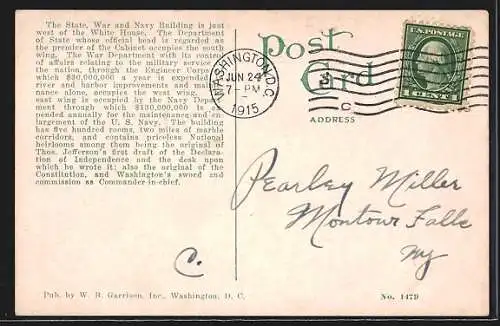 The State, War and Navy Building is just
west of the White House. The Department
of State whose official head is regarded as
the premier of the Cabinet occupies the south
wing. The War Department with its control
of affairs relating to the military service of
the nation, through the Engineer Corps of
which $90,000,000 a year is expended for
river and harbor improvements and mainte-
nance alone, occupies the west wing. The
east wing is occupied by the Navy Depart-
ment through which $130,000,000 is ex-
pended annually for the maintenance and en-
largement of the U. S. Navy. The building
has five hundred rooms, two miles of marble
corridors, and contains priceless National
heirlooms among them being the original of
Thos. Jefferson's first draft of the Declara-
tion of Independence and the desk upon
which he wrote it; also the original of the
Constitution, and Washington's sword and
commission as Commander-in-chief.
C.
Pub. by W. B. Garrison, Inc., Washington, D. C.
Post
Card
WASHINGTON, D.C.
JUN 24
7 - PM
1915
C
U.S. POSTAGE
1 CENT 1
ADDRESS
Pearley Miller
Montour Falls
NY
No. 1479